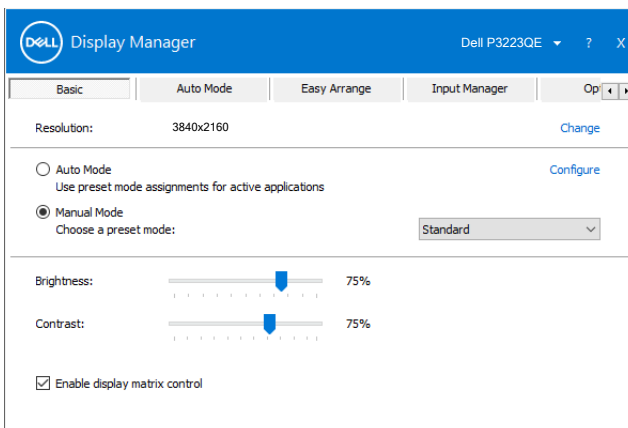 DELL Display Manager Dell P3223QE ? X
Basic Auto Mode Easy Arrange Input Manager Op
Resolution: 3840x2160 Change
Auto Mode Configure
Use preset mode assignments for active applications
Manual Mode
Choose a preset mode: Standard
Brightness: 75%
Contrast: 75%
Enable display matrix control